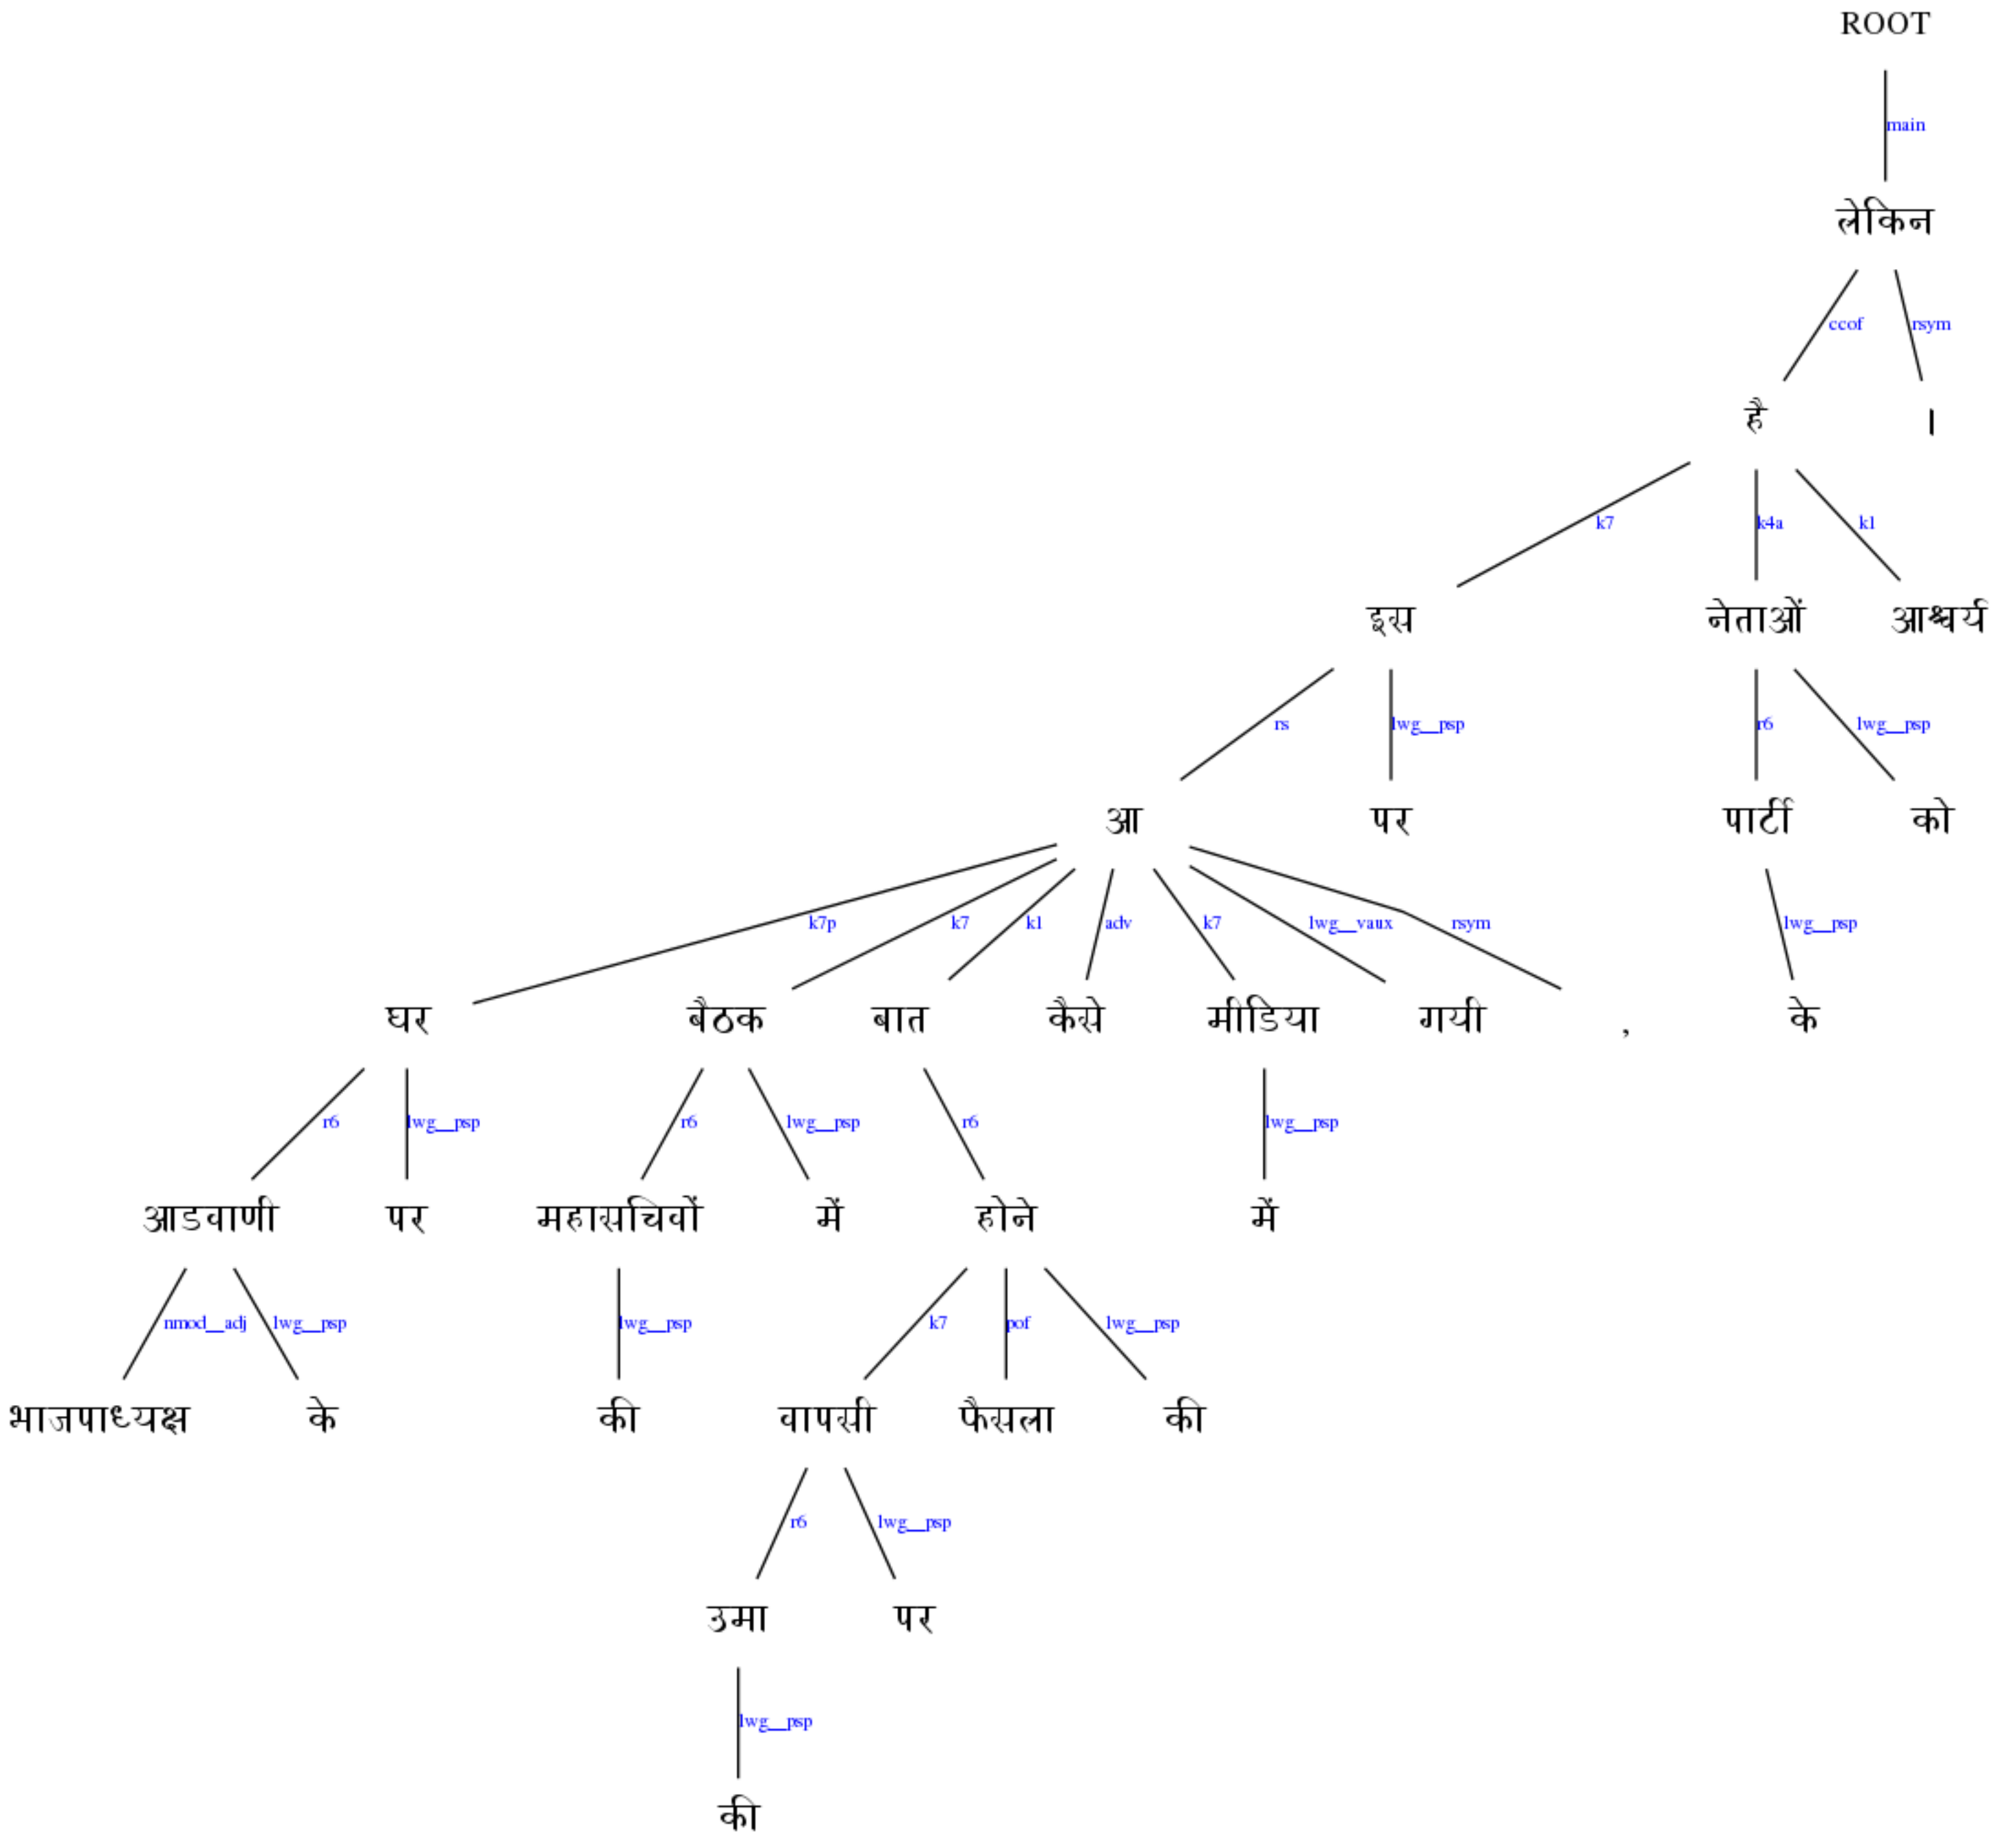 ROOT
main
लेकिन
ccof rsym
है ।
k7 k4a k1
इस नेताओं आश्चर्य
rs lwg__psp r6 lwg__psp
आ पर पार्टी को
k7p k7 k1 adv k7 lwg__vaux rsym lwg__psp
घर बैठक बात कैसे मीडिया गयी , के
r6 lwg__psp r6 lwg__psp r6 lwg__psp
आडवाणी पर महासचिवों में होने में
nmod__adj lwg__psp lwg__psp k7 pof lwg__psp
भाजपाध्यक्ष के की वापसी फैसला की
r6 lwg__psp
उमा पर
lwg__psp
की